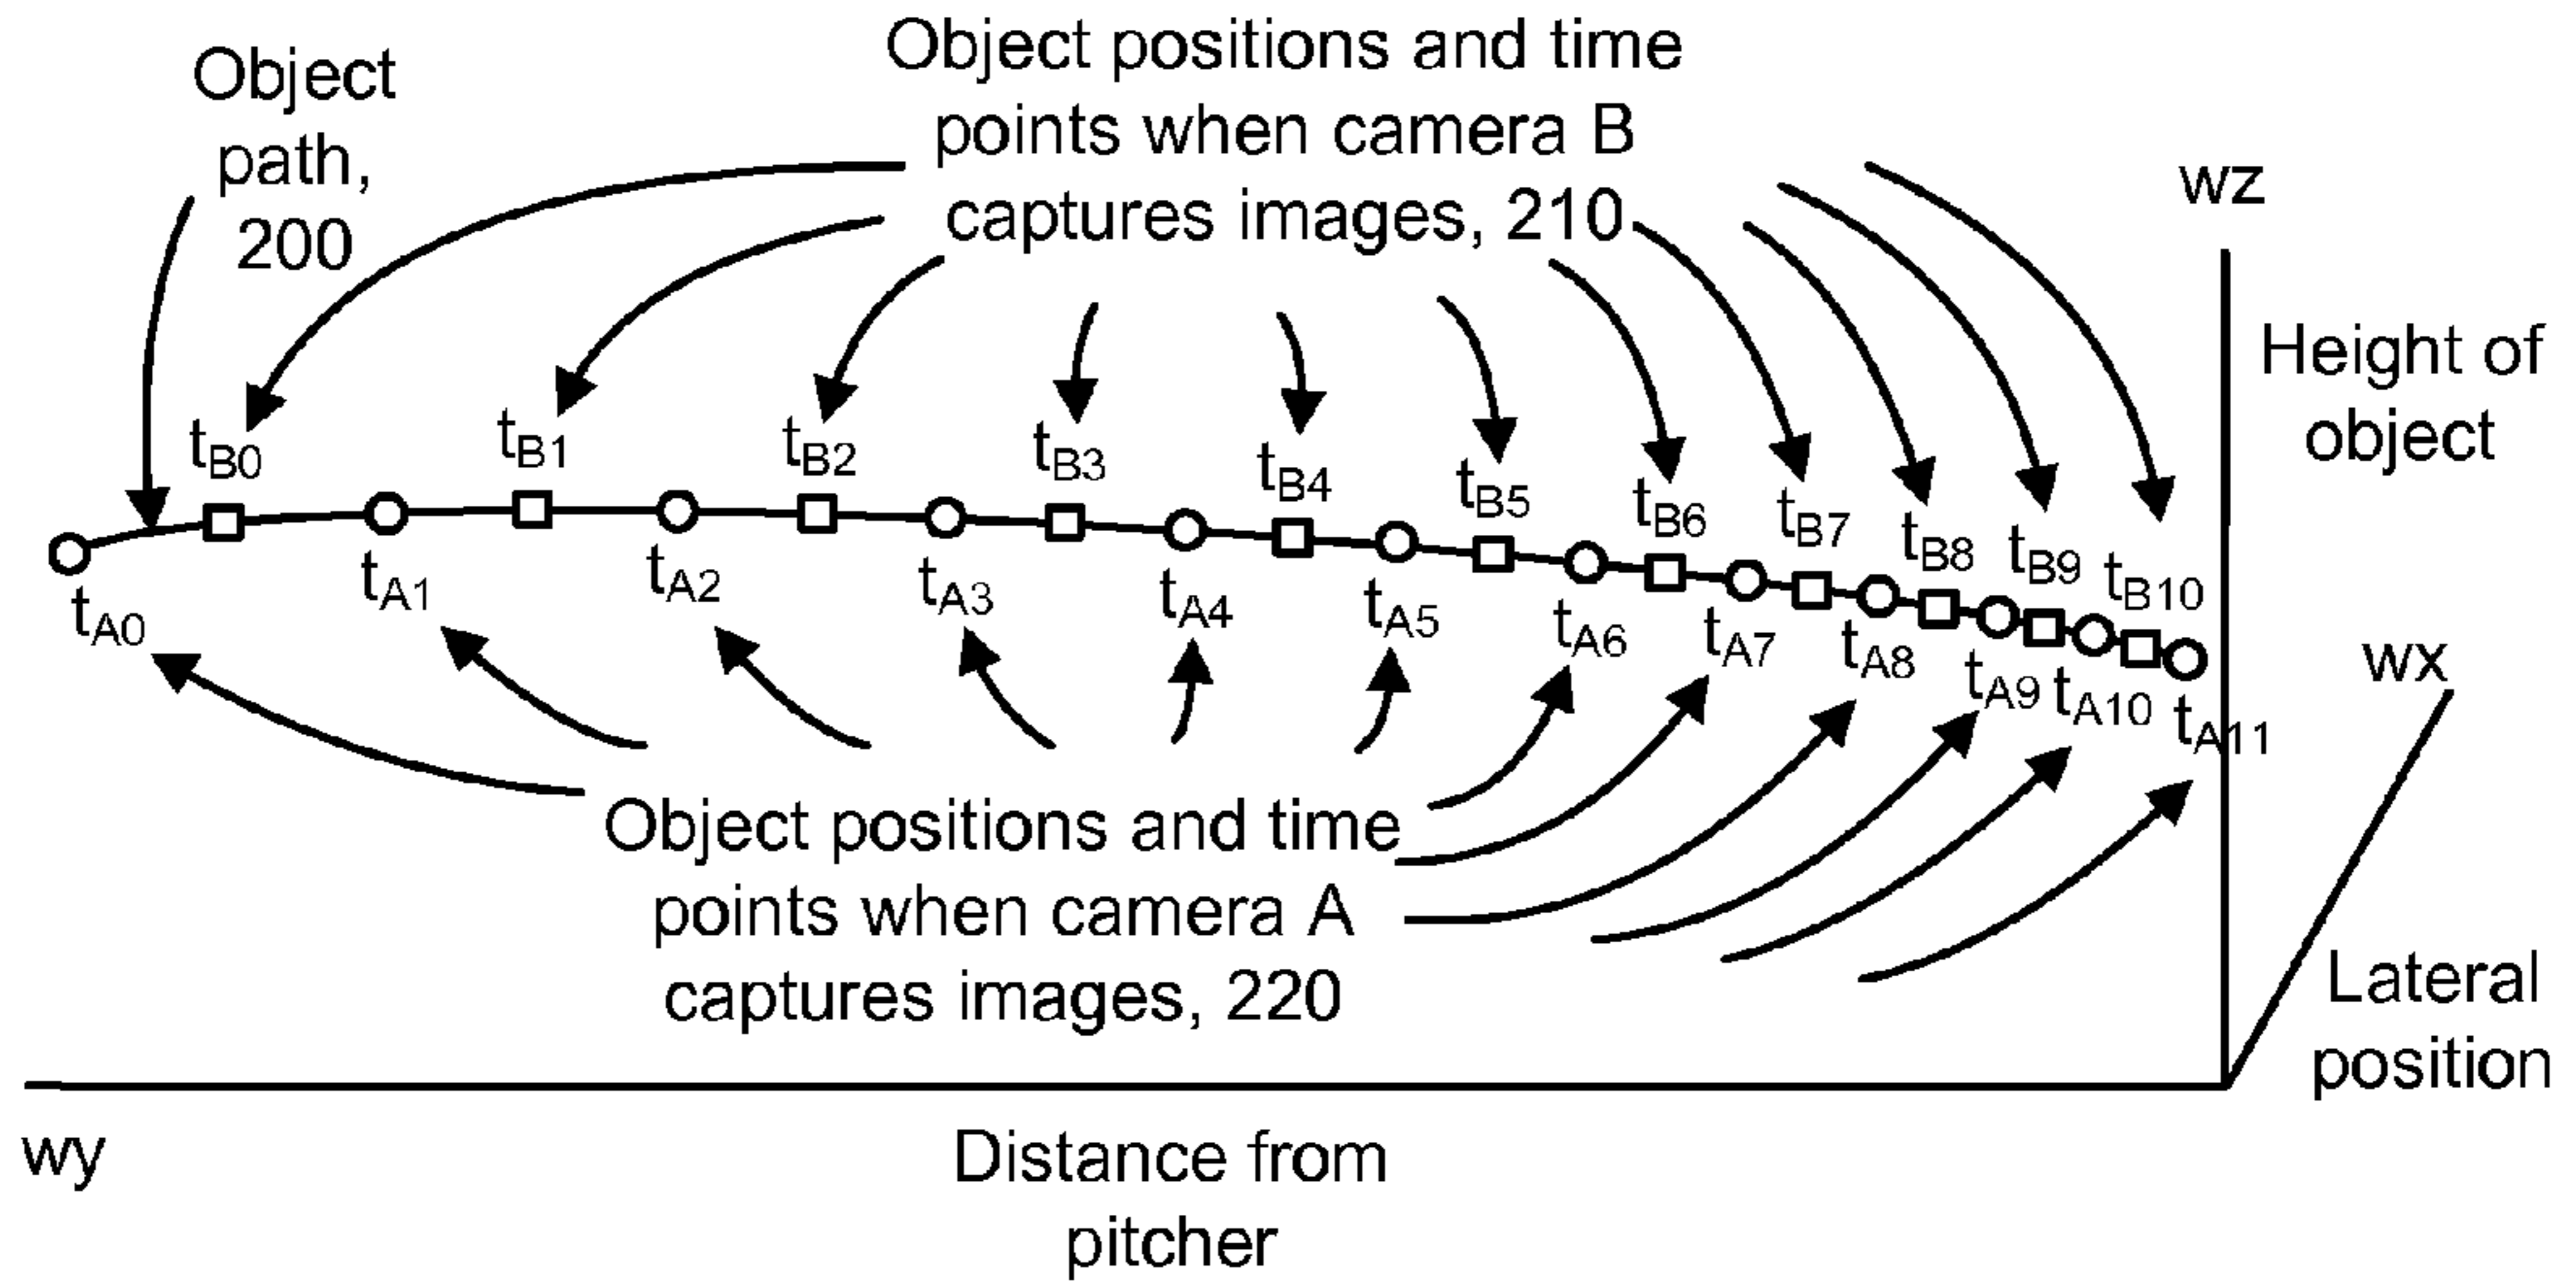 Object
path,
200
Object positions and time
points when camera B
captures images, 210
wz
Height of
object
tB0
tB1
tB2
tB3
tB4
tB5
tB6
tB7
tB8
tB9
tB10
tA0
tA1
tA2
tA3
tA4
tA5
tA6
tA7
tA8
tA9
tA10
tA11
wx
Object positions and time
points when camera A
captures images, 220
Lateral
position
wy
Distance from
pitcher